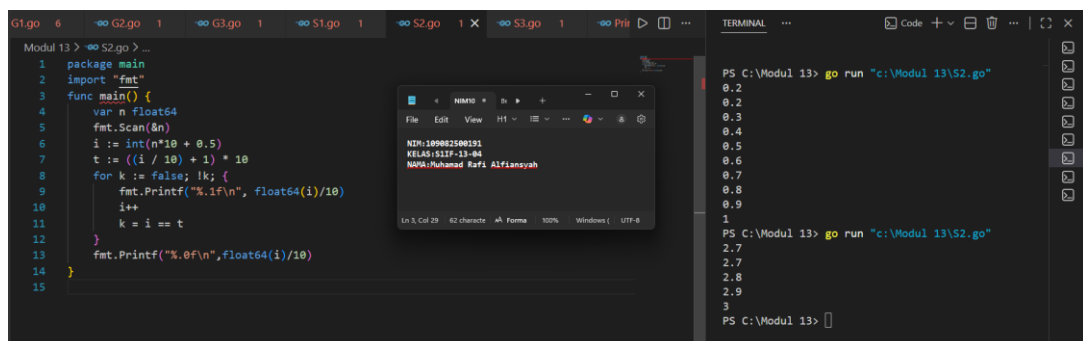 G1.go 6 G2.go 1 G3.go 1 S1.go 1 S2.go 1 S3.go 1 Prir
Modul 13 > S2.go > ...
1 package main
2 import "fmt"
3 func main() {
4 var n float64
5 fmt.Scan(&n)
6 i := int(n*10 + 0.5)
7 t := ((i / 10) + 1) * 10
8 for k := false; !k; {
9 fmt.Printf("%.1f\n", float64(i)/10)
10 i++
11 k = i == t
12 }
13 fmt.Printf("%.0f\n",float64(i)/10)
14 }
15
NIM10
File Edit View H1
NIM:109082500191
KELAS:S1IF-13-04
NAMA:Muhamad Rafi Alfiansyah
Ln 3, Col 29 62 characte Forma 100% Windows ( UTF-8
TERMINAL ... Code
PS C:\Modul 13> go run "c:\Modul 13\S2.go"
0.2
0.2
0.3
0.4
0.5
0.6
0.7
0.8
0.9
1
PS C:\Modul 13> go run "c:\Modul 13\S2.go"
2.7
2.7
2.8
2.9
3
PS C:\Modul 13>